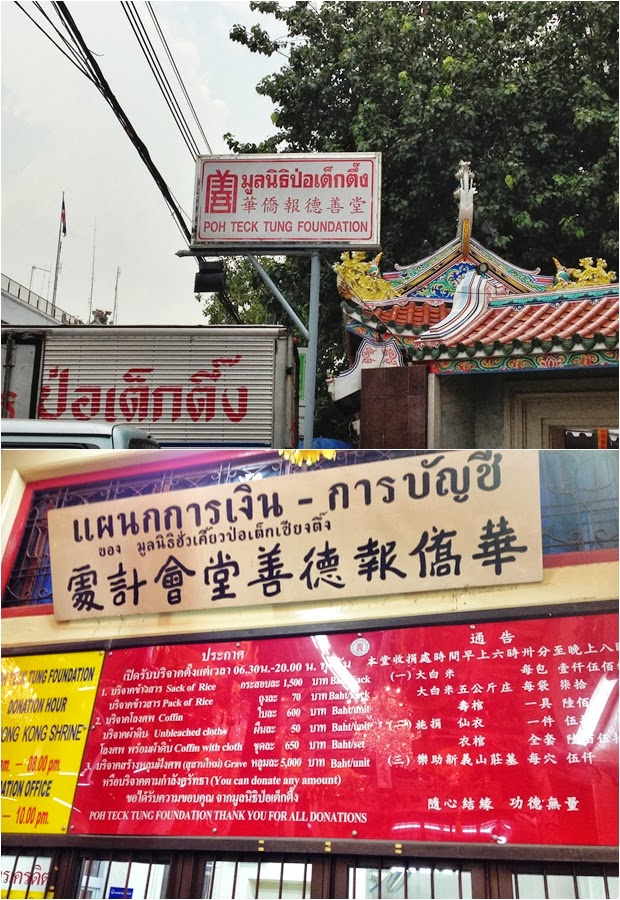 善
มูลนิธิป่อเต็กตึ๊ง
華僑報德善堂
POH TECK TUNG FOUNDATION
ป่อเต็กตึ๊ง
แผนกการเงิน - การบัญชี
ของ มูลนิธิฮั่วเคี้ยวป่อเต็กเซียงตึ๊ง
處計會堂善德報僑華
TECK TUNG FOUNDATION
DONATION HOUR
KONG SHRINE
08.00 pm.
OFFICE
10.00 pm.
ประกาศ
เปิดรับบริจาคตั้งแต่เวลา 06.30น.-20.00 น.
1. บริจาคข้าวสาร Sack of Rice กระสอบละ 1,500 บาท
บริจาคข้าวสาร Pack of Rice ถุงละ 70 บาท
2. บริจาคโลงศพ Coffin ใบละ 600 บาท Baht/unit
บริจาคผ้าดิบ Unbleached cloth ผืนละ 50 บาท Baht/unit
โลงศพ พร้อมผ้าดิบ Coffin with cloth ชุดละ 650 บาท Baht/set
3. บริจาคสร้างหลุมฝังศพ (สุสานใหม่) Grave หลุมละ 5,000 บาท Baht/unit
หรือบริจาคตามกำลังศรัทธา (You can donate any amount)
ขอได้รับความขอบคุณ จากมูลนิธิป่อเต็กตึ๊ง
POH TECK TUNG FOUNDATION THANK YOU FOR ALL DONATIONS
通告
本堂收捐處時間早上六時卅分至晚上八
(一) 大白米 每包 壹仟伍佰
大白米五公斤庄 每袋 柒拾
壽棺 一具 陸佰
(二) 施捐 仙衣 一件 伍
衣棺 全套 陸佰伍拾
(三) 樂助新義山莊墓 每穴 伍仟
隨心結緣 功德無量